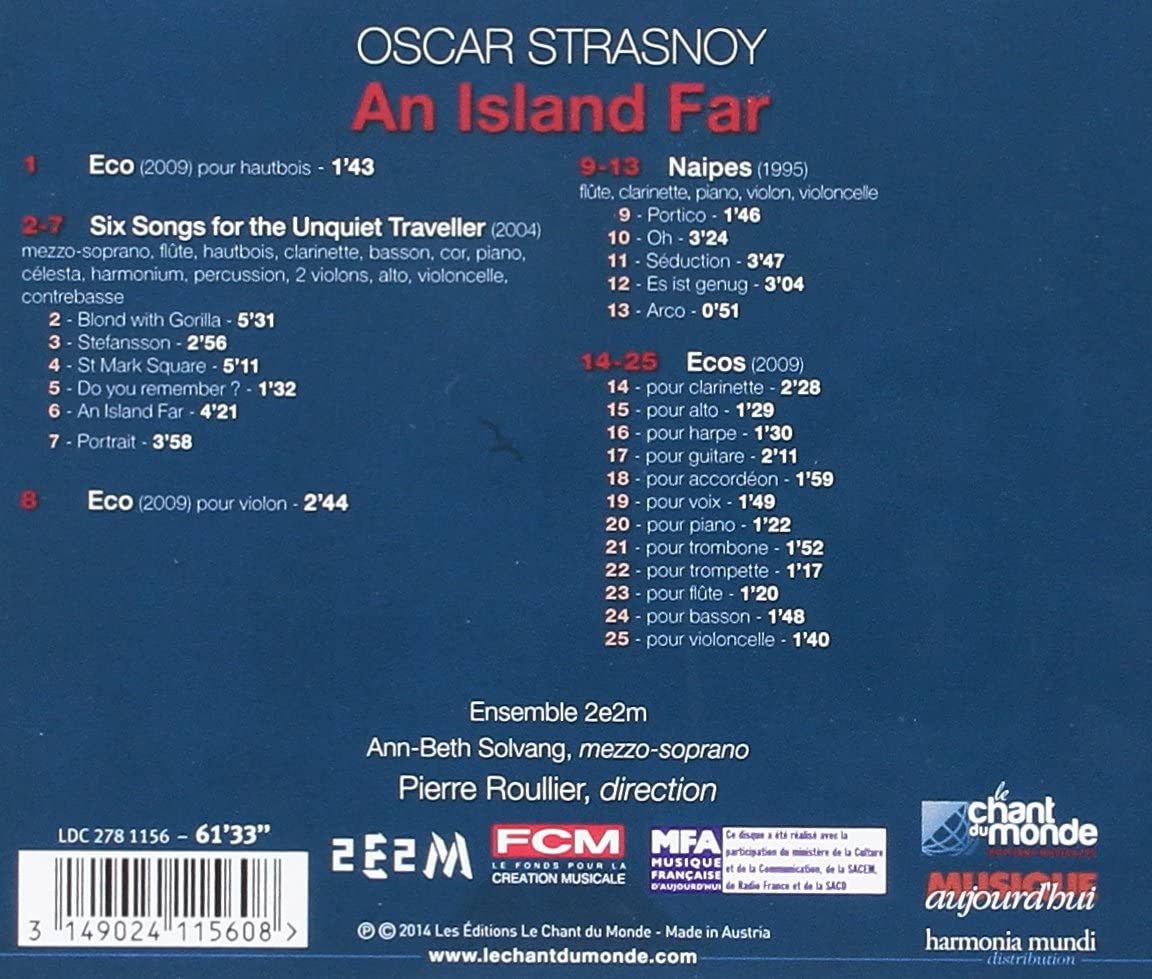 OSCAR STRASNOY
An Island Far
1 Eco (2009) pour hautbois - 1'43
2-7 Six Songs for the Unquiet Traveller (2004)
mezzo-soprano, flûte, hautbois, clarinette, basson, cor, piano,
célesta, harmonium, percussion, 2 violons, alto, violoncelle,
contrebasse
2 - Blond with Gorilla - 5'31
3 - Stefansson - 2'56
4 - St Mark Square - 5'11
5 - Do you remember ? - 1'32
6 - An Island Far - 4'21
7 - Portrait - 3'58
8 Eco (2009) pour violon - 2'44
9-13 Naipes (1995)
flûte, clarinette, piano, violon, violoncelle
9 - Portico - 1'46
10 - Oh - 3'24
11 - Séduction - 3'47
12 - Es ist genug - 3'04
13 - Arco - 0'51
14-25 Ecos (2009)
14 - pour clarinette - 2'28
15 - pour alto - 1'29
16 - pour harpe - 1'30
17 - pour guitare - 2'11
18 - pour accordéon - 1'59
19 - pour voix - 1'49
20 - pour piano - 1'22
21 - pour trombone - 1'52
22 - pour trompette - 1'17
23 - pour flûte - 1'20
24 - pour basson - 1'48
25 - pour violoncelle - 1'40
Ensemble 2e2m
Ann-Beth Solvang, mezzo-soprano
Pierre Roullier, direction
LDC 278 1156 – 61'33"
3 149024 115608 >
2E2M
FCM
LE FONDS POUR LA
CREATION MUSICALE
MFA
MUSIQUE
FRANÇAISE
D'AUJOURD'HUI
Ce disque a été réalisé avec la
participation du ministère de la Culture
et de la Communication, de la SACEM,
de Radio France et de la SACD
le
chant
du monde
MUSIQUE
aujourd'hui
harmonia mundi
distribution
℗ © 2014 Les Éditions Le Chant du Monde - Made in Austria
www.lechantdumonde.com